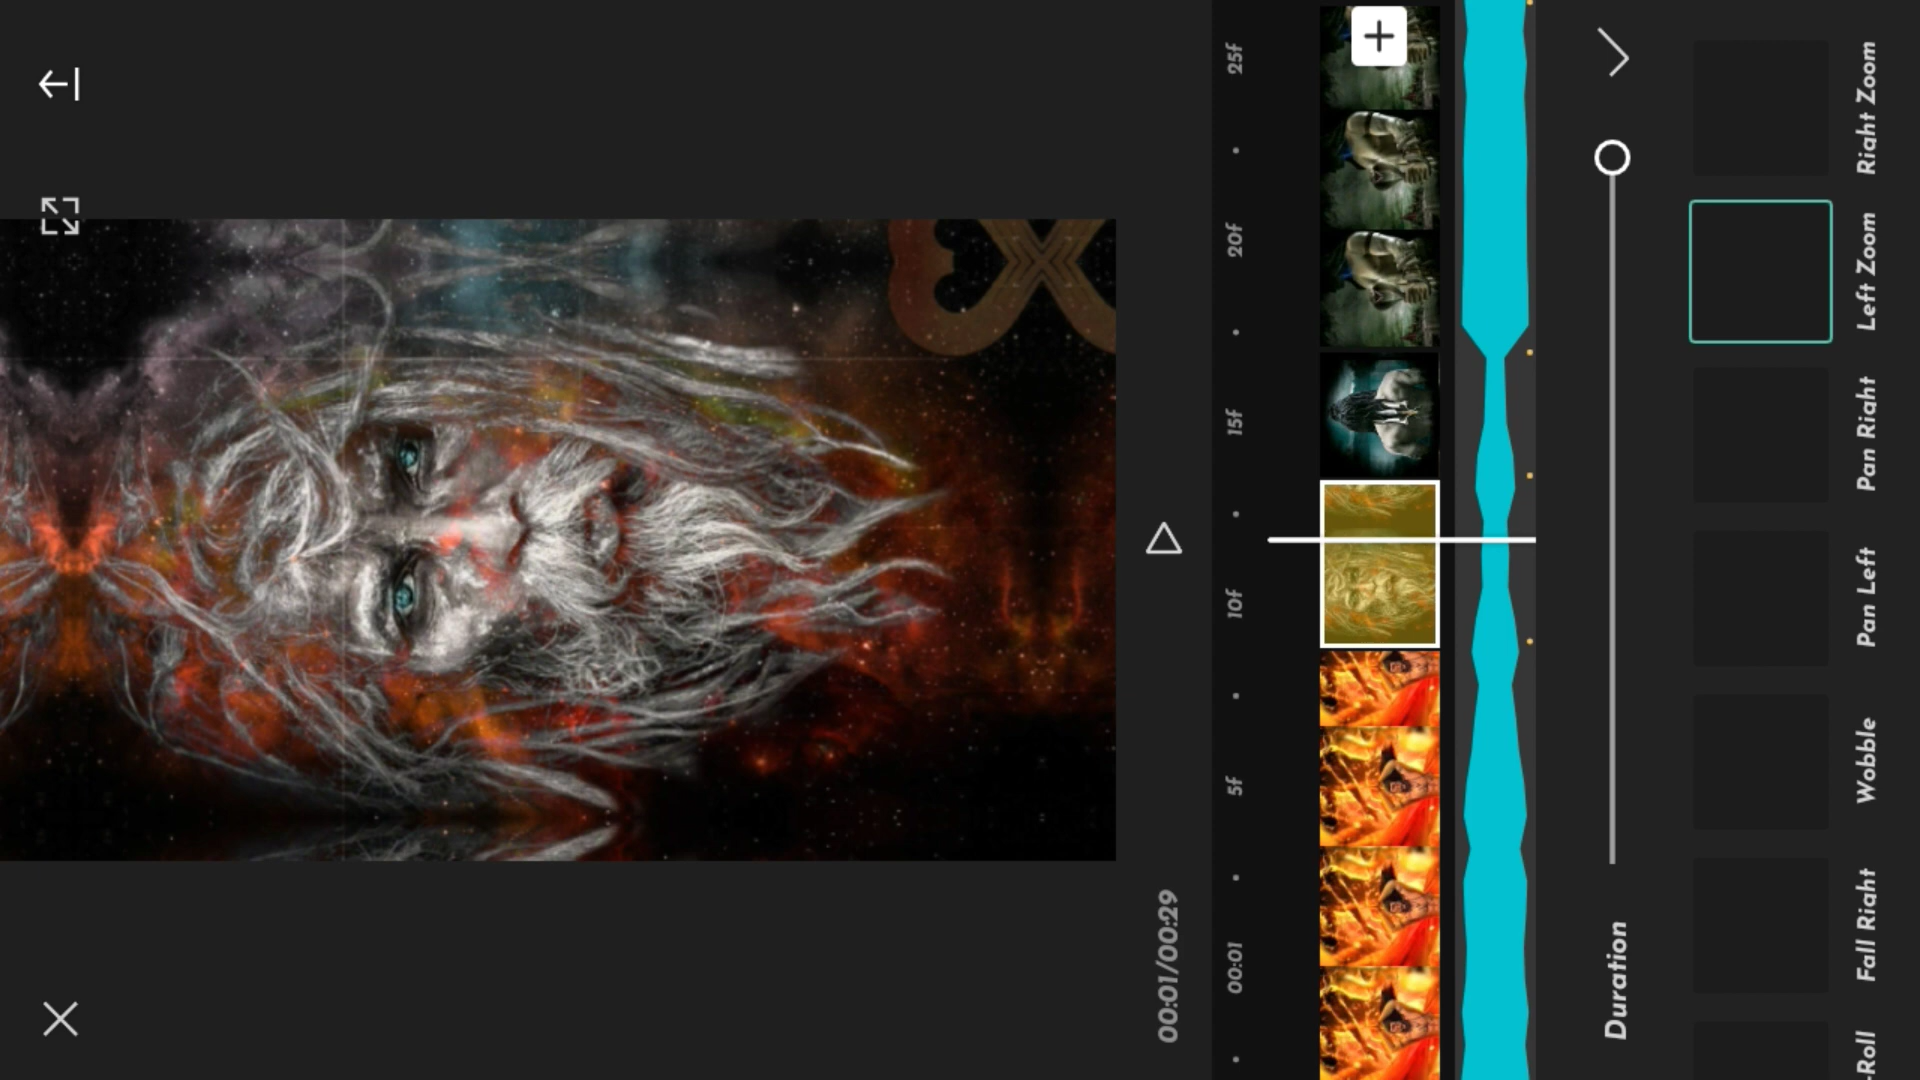 00:01/00:29
00:01
5f
10f
15f
20f
25f
Duration
-Roll
Fall Right
Wobble
Pan Left
Pan Right
Left Zoom
Right Zoom